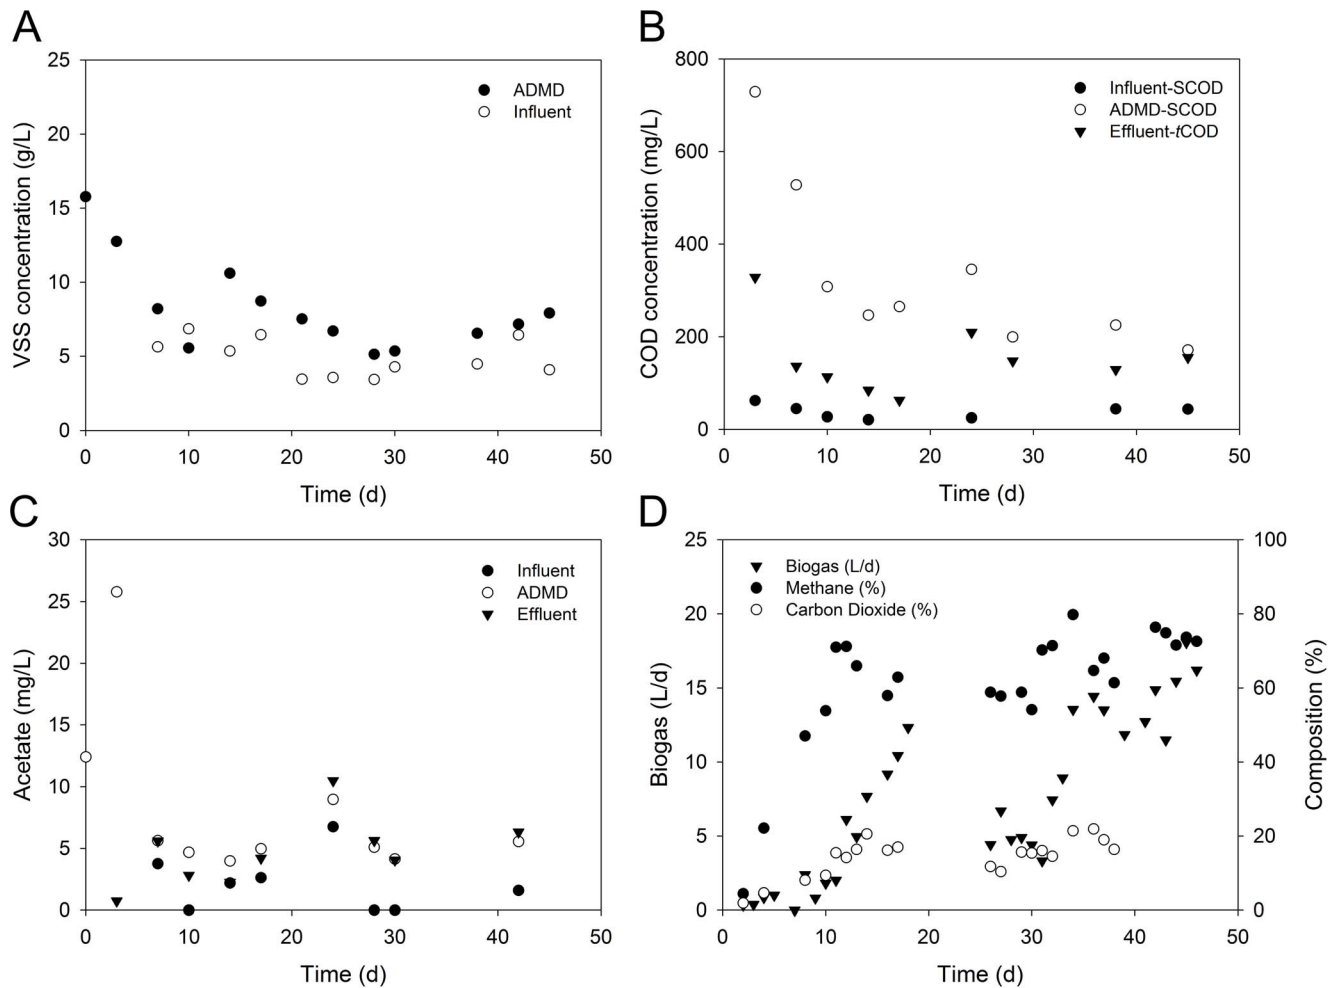 A
VSS concentration (g/L)
25
20
15
10
5
0
ADMD
Influent
0 10 20 30 40 50
Time (d)
B
COD concentration (mg/L)
800
600
400
200
0
Influent-SCOD
ADMD-SCOD
Effluent-tCOD
0 10 20 30 40 50
Time (d)
C
Acetate (mg/L)
30
25
20
15
10
5
0
Influent
ADMD
Effluent
0 10 20 30 40 50
Time (d)
D
Biogas (L/d)
25
20
15
10
5
0
Biogas (L/d)
Methane (%)
Carbon Dioxide (%)
100
80
60
40
20
0
Composition (%)
0 10 20 30 40 50
Time (d)